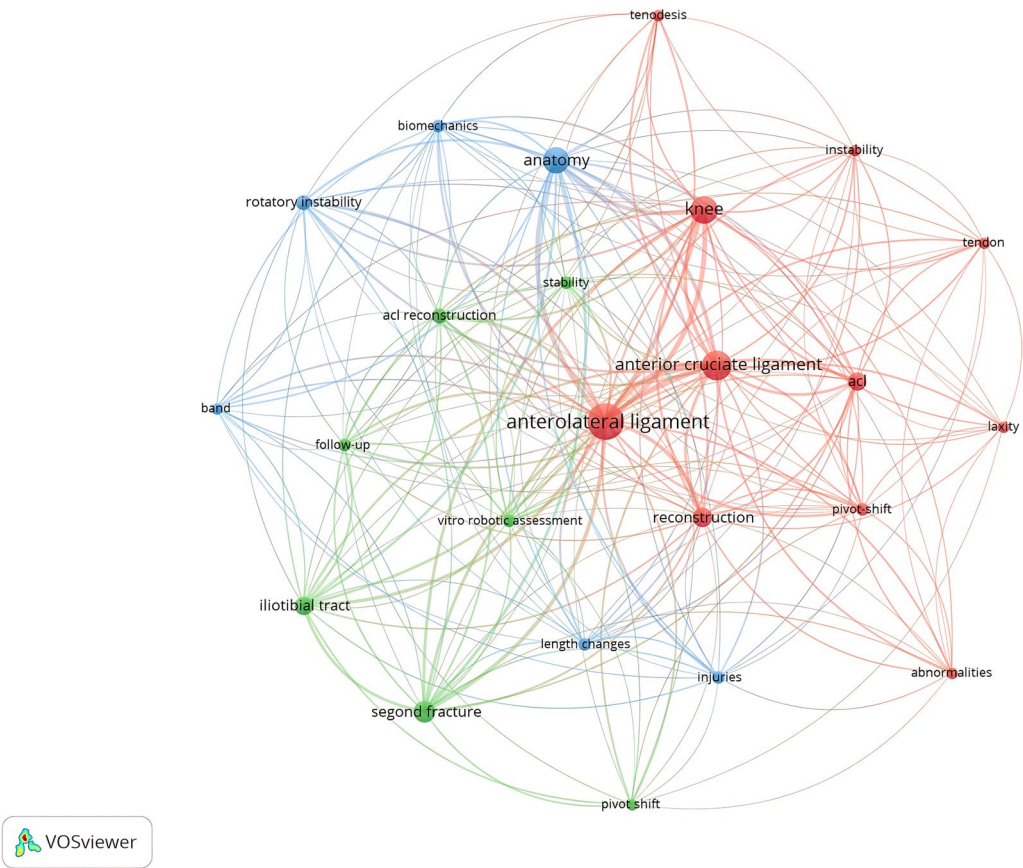 tenodesis
biomechanics
anatomy
instability
rotatory instability
knee
tendon
stability
acl reconstruction
anterior cruciate ligament
acl
band
anterolateral ligament
laxity
follow-up
pivot-shift
reconstruction
vitro robotic assessment
iliotibial tract
length changes
abnormalities
injuries
segond fracture
pivot shift
VOSviewer